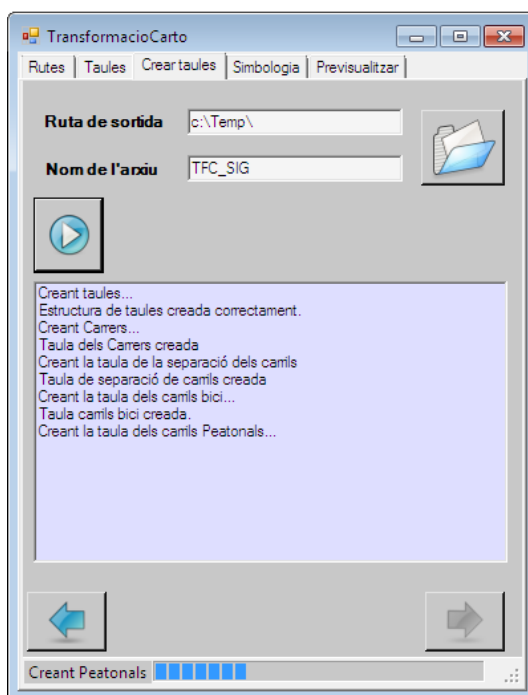 TransformacioCarto
Rutes Taules Crear taules Simbologia Previsualitzar
Ruta de sortida c:\Temp\
Nom de l'arxiu TFC_SIG
Creant taules...
Estructura de taules creada correctament.
Creant Carrers...
Taula dels Carrers creada
Creant la taula de la separació dels carrils
Taula de separació de carrils creada
Creant la taula dels carrils bici...
Taula carrils bici creada.
Creant la taula dels carrils Peatonals...
Creant Peatonals